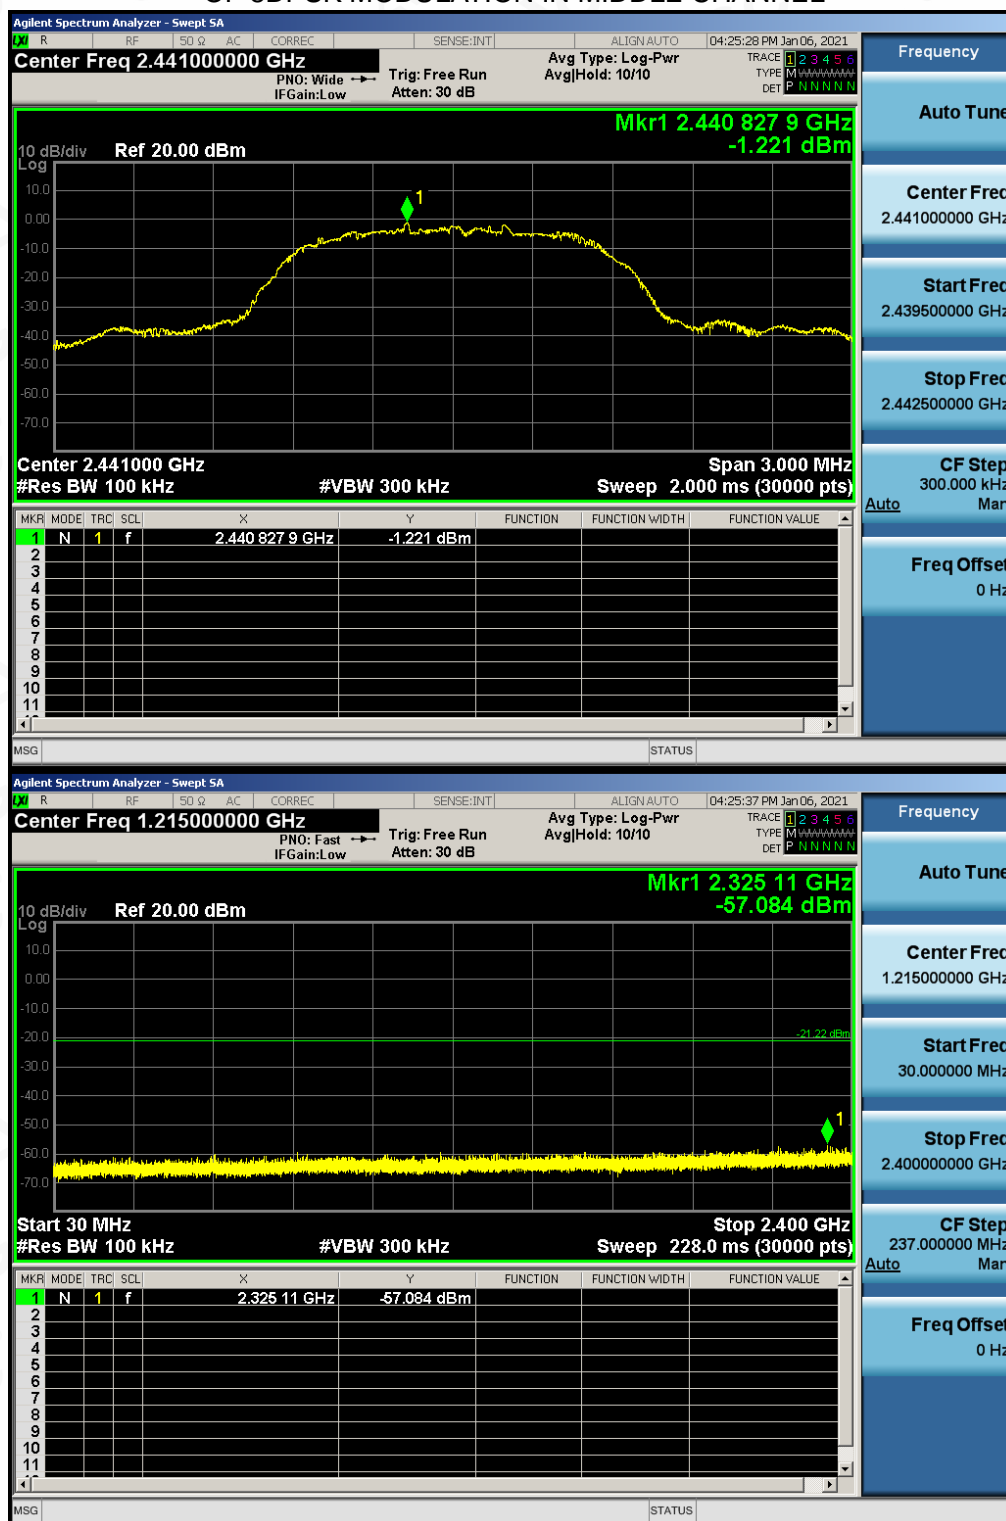 OF 8DPSK MODULATION IN MIDDLE CHANNEL
Agilent Spectrum Analyzer - Swept SA
LXI R RF 50 Ω AC CORREC SENSE:INT ALIGN AUTO 04:25:28 PM Jan 06, 2021
Center Freq 2.441000000 GHz
PNO: Wide
IFGain:Low
Trig: Free Run
Atten: 30 dB
Avg Type: Log-Pwr
Avg|Hold: 10/10
TRACE 1 2 3 4 5 6
TYPE M
DET P N N N N N
Mkr1 2.440 827 9 GHz
-1.221 dBm
10 dB/div Ref 20.00 dBm
Log
10.0
0.00
-10.0
-20.0
-30.0
-40.0
-50.0
-60.0
-70.0
1
Center 2.441000 GHz Span 3.000 MHz
#Res BW 100 kHz #VBW 300 kHz Sweep 2.000 ms (30000 pts)
MKR MODE TRC SCL X Y FUNCTION FUNCTION WIDTH FUNCTION VALUE
1 N 1 f 2.440 827 9 GHz -1.221 dBm
2
3
4
5
6
7
8
9
10
11
MSG STATUS
Frequency
Auto Tune
Center Freq
2.441000000 GHz
Start Freq
2.439500000 GHz
Stop Freq
2.442500000 GHz
CF Step
300.000 kHz
Auto Man
Freq Offset
0 Hz
Agilent Spectrum Analyzer - Swept SA
LXI R RF 50 Ω AC CORREC SENSE:INT ALIGN AUTO 04:25:37 PM Jan 06, 2021
Center Freq 1.215000000 GHz
PNO: Fast
IFGain:Low
Trig: Free Run
Atten: 30 dB
Avg Type: Log-Pwr
Avg|Hold: 10/10
TRACE 1 2 3 4 5 6
TYPE M
DET P N N N N N
Mkr1 2.325 11 GHz
-57.084 dBm
10 dB/div Ref 20.00 dBm
Log
10.0
0.00
-10.0
-20.0
-30.0
-40.0
-50.0
-60.0
-70.0
-21.22 dBm
1
Start 30 MHz Stop 2.400 GHz
#Res BW 100 kHz #VBW 300 kHz Sweep 228.0 ms (30000 pts)
MKR MODE TRC SCL X Y FUNCTION FUNCTION WIDTH FUNCTION VALUE
1 N 1 f 2.325 11 GHz -57.084 dBm
2
3
4
5
6
7
8
9
10
11
MSG STATUS
Frequency
Auto Tune
Center Freq
1.215000000 GHz
Start Freq
30.000000 MHz
Stop Freq
2.400000000 GHz
CF Step
237.000000 MHz
Auto Man
Freq Offset
0 Hz